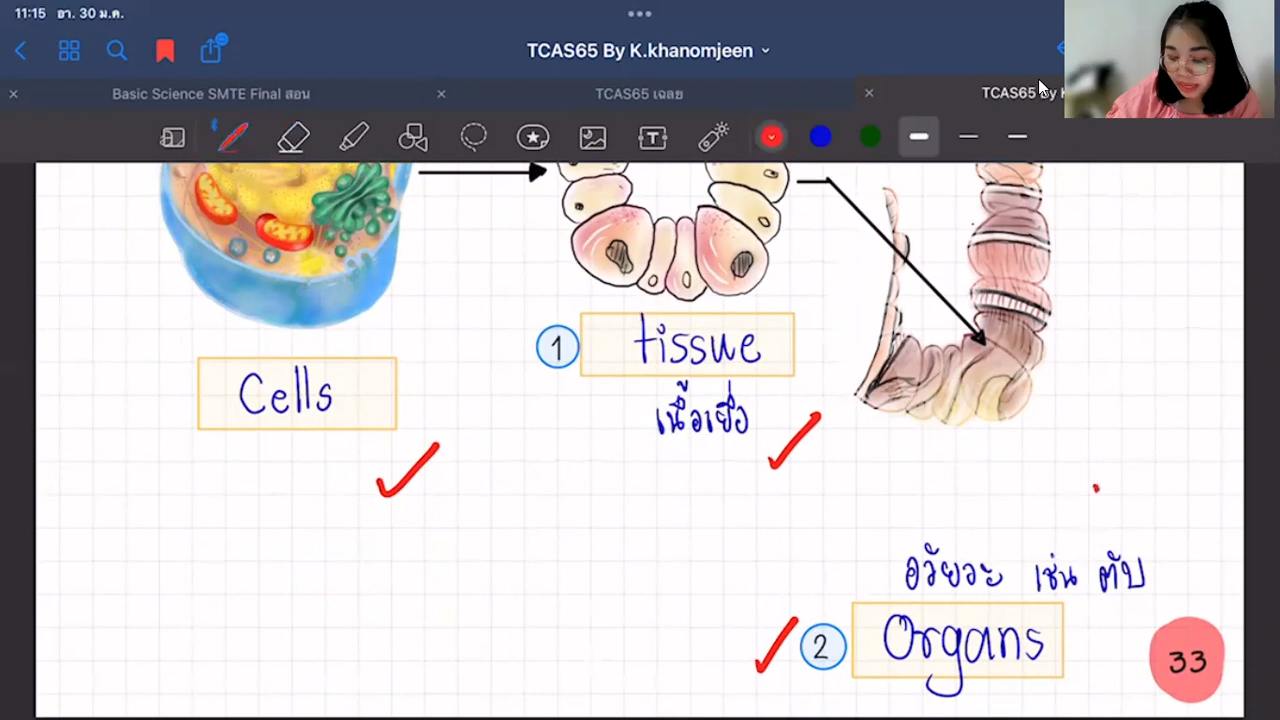 11:15 อา. 30 ม.ค.
TCAS65 By K.khanomjeen
Basic Science SMTE Final สอน
TCAS65 เฉลย
TCAS65 By K
T
1 tissue
เนื้อเยื่อ
Cells
อวัยวะ เช่น ตับ
2 Organs
33